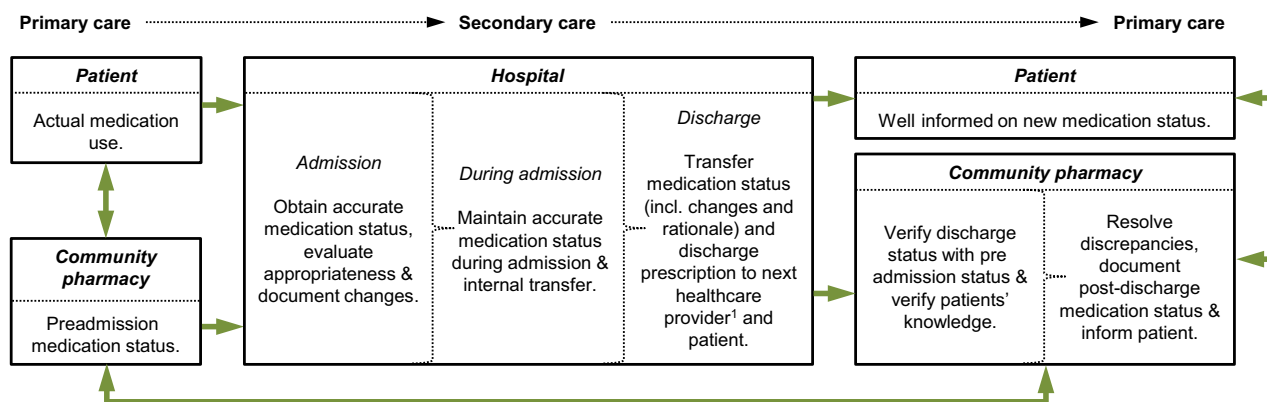 Primary care
Secondary care
Primary care
Patient
Actual medication
use.
Community
pharmacy
Preadmission
medication status.
Hospital
Admission
Obtain accurate
medication status,
evaluate
appropriateness &
document changes.
During admission
Maintain accurate
medication status
during admission &
internal transfer.
Discharge
Transfer
medication status
(incl. changes and
rationale) and
discharge
prescription to next
healthcare
provider¹ and
patient.
Patient
Well informed on new medication status.
Community pharmacy
Verify discharge
status with pre
admission status &
verify patients’
knowledge.
Resolve
discrepancies,
document
post-discharge
medication status &
inform patient.